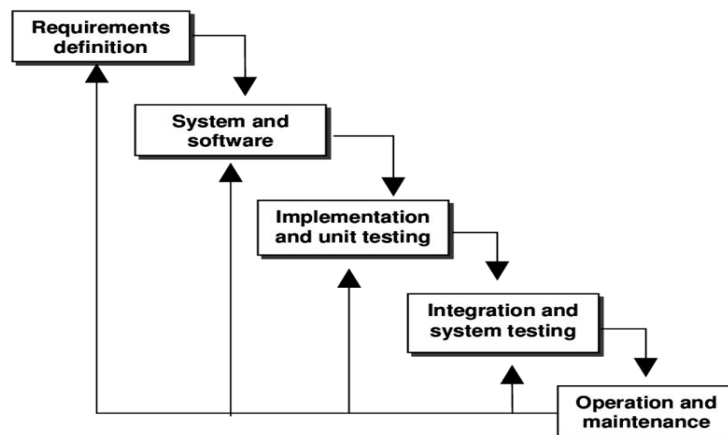 Requirements
definition
System and
software
Implementation
and unit testing
Integration and
system testing
Operation and
maintenance